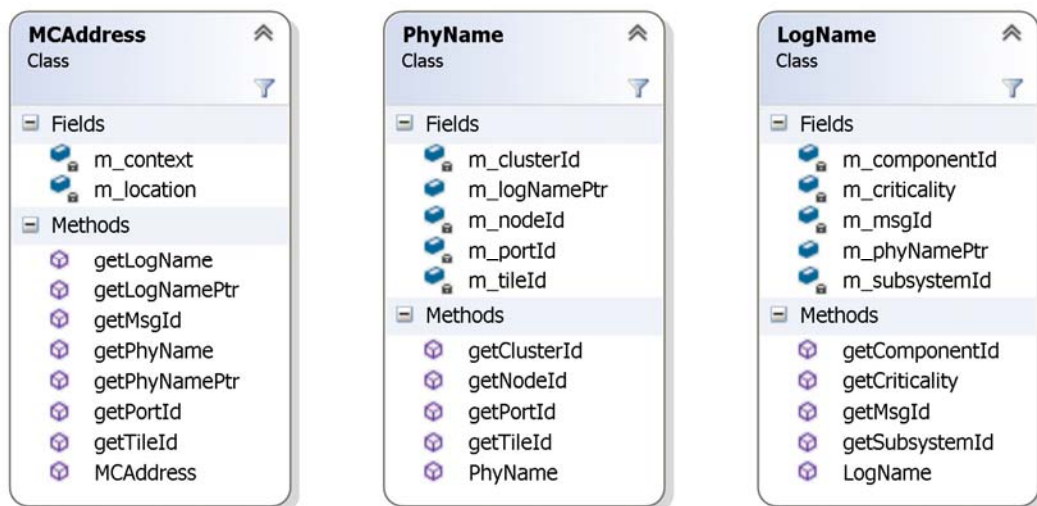 MCAddress
Class
Fields
m_context
m_location
Methods
getLogName
getLogNamePtr
getMsgId
getPhyName
getPhyNamePtr
getPortId
getTileId
MCAddress
PhyName
Class
Fields
m_clusterId
m_logNamePtr
m_nodeId
m_portId
m_tileId
Methods
getClusterId
getNodeId
getPortId
getTileId
PhyName
LogName
Class
Fields
m_componentId
m_criticality
m_msgId
m_phyNamePtr
m_subsystemId
Methods
getComponentId
getCriticality
getMsgId
getSubsystemId
LogName